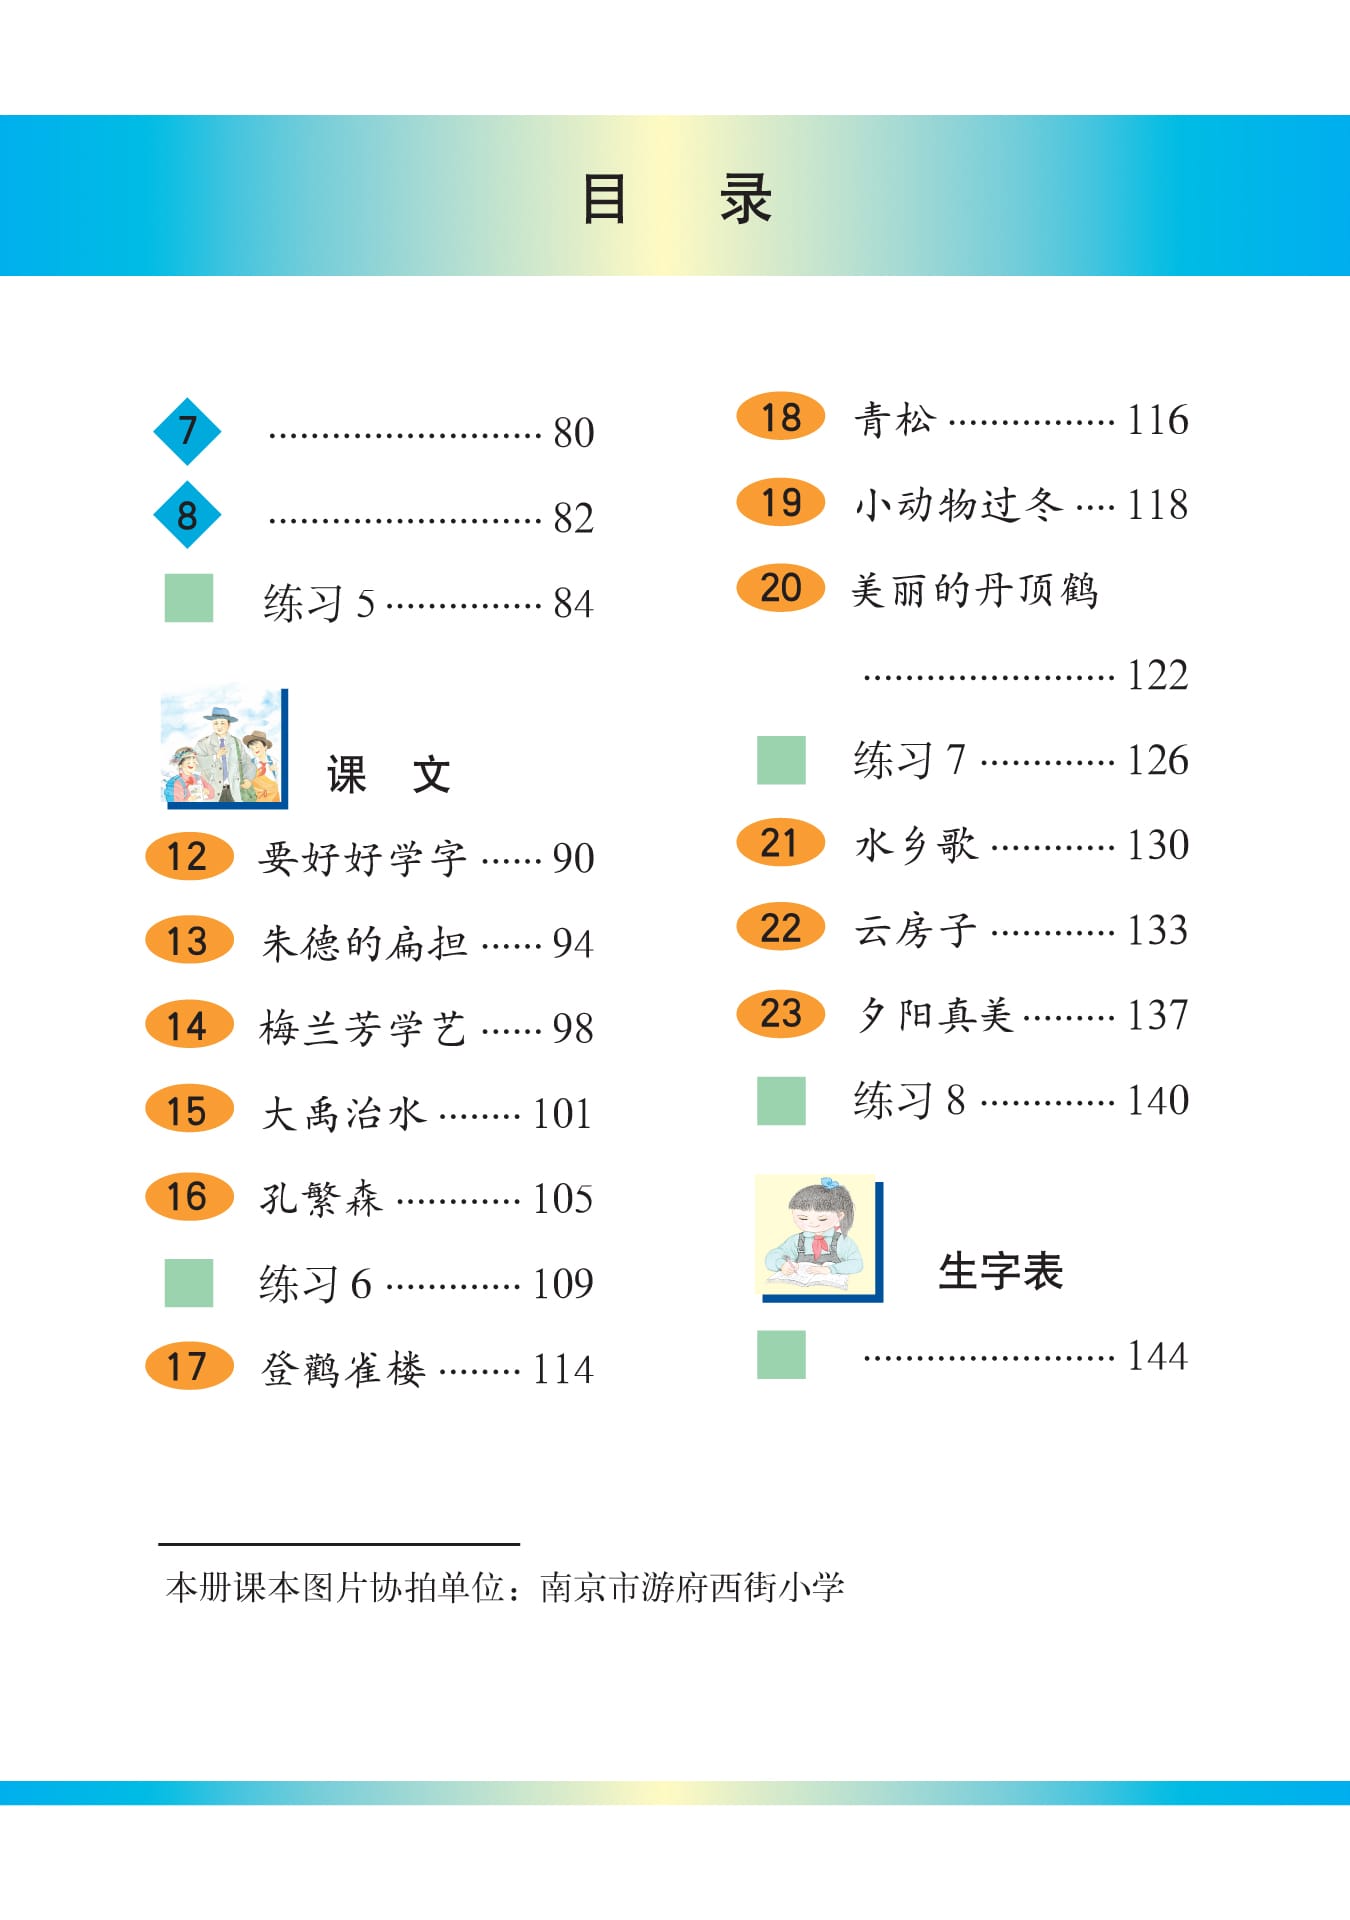 目 录
7 …… 80
8 …… 82
练习 5 …… 84
课 文
12 要好好学字 …… 90
13 朱德的扁担 …… 94
14 梅兰芳学艺 …… 98
15 大禹治水 …… 101
16 孔繁森 …… 105
练习 6 …… 109
17 登鹳雀楼 …… 114
18 青松 …… 116
19 小动物过冬 …… 118
20 美丽的丹顶鹤
…… 122
练习 7 …… 126
21 水乡歌 …… 130
22 云房子 …… 133
23 夕阳真美 …… 137
练习 8 …… 140
生字表
…… 144
本册课本图片协拍单位：南京市游府西街小学